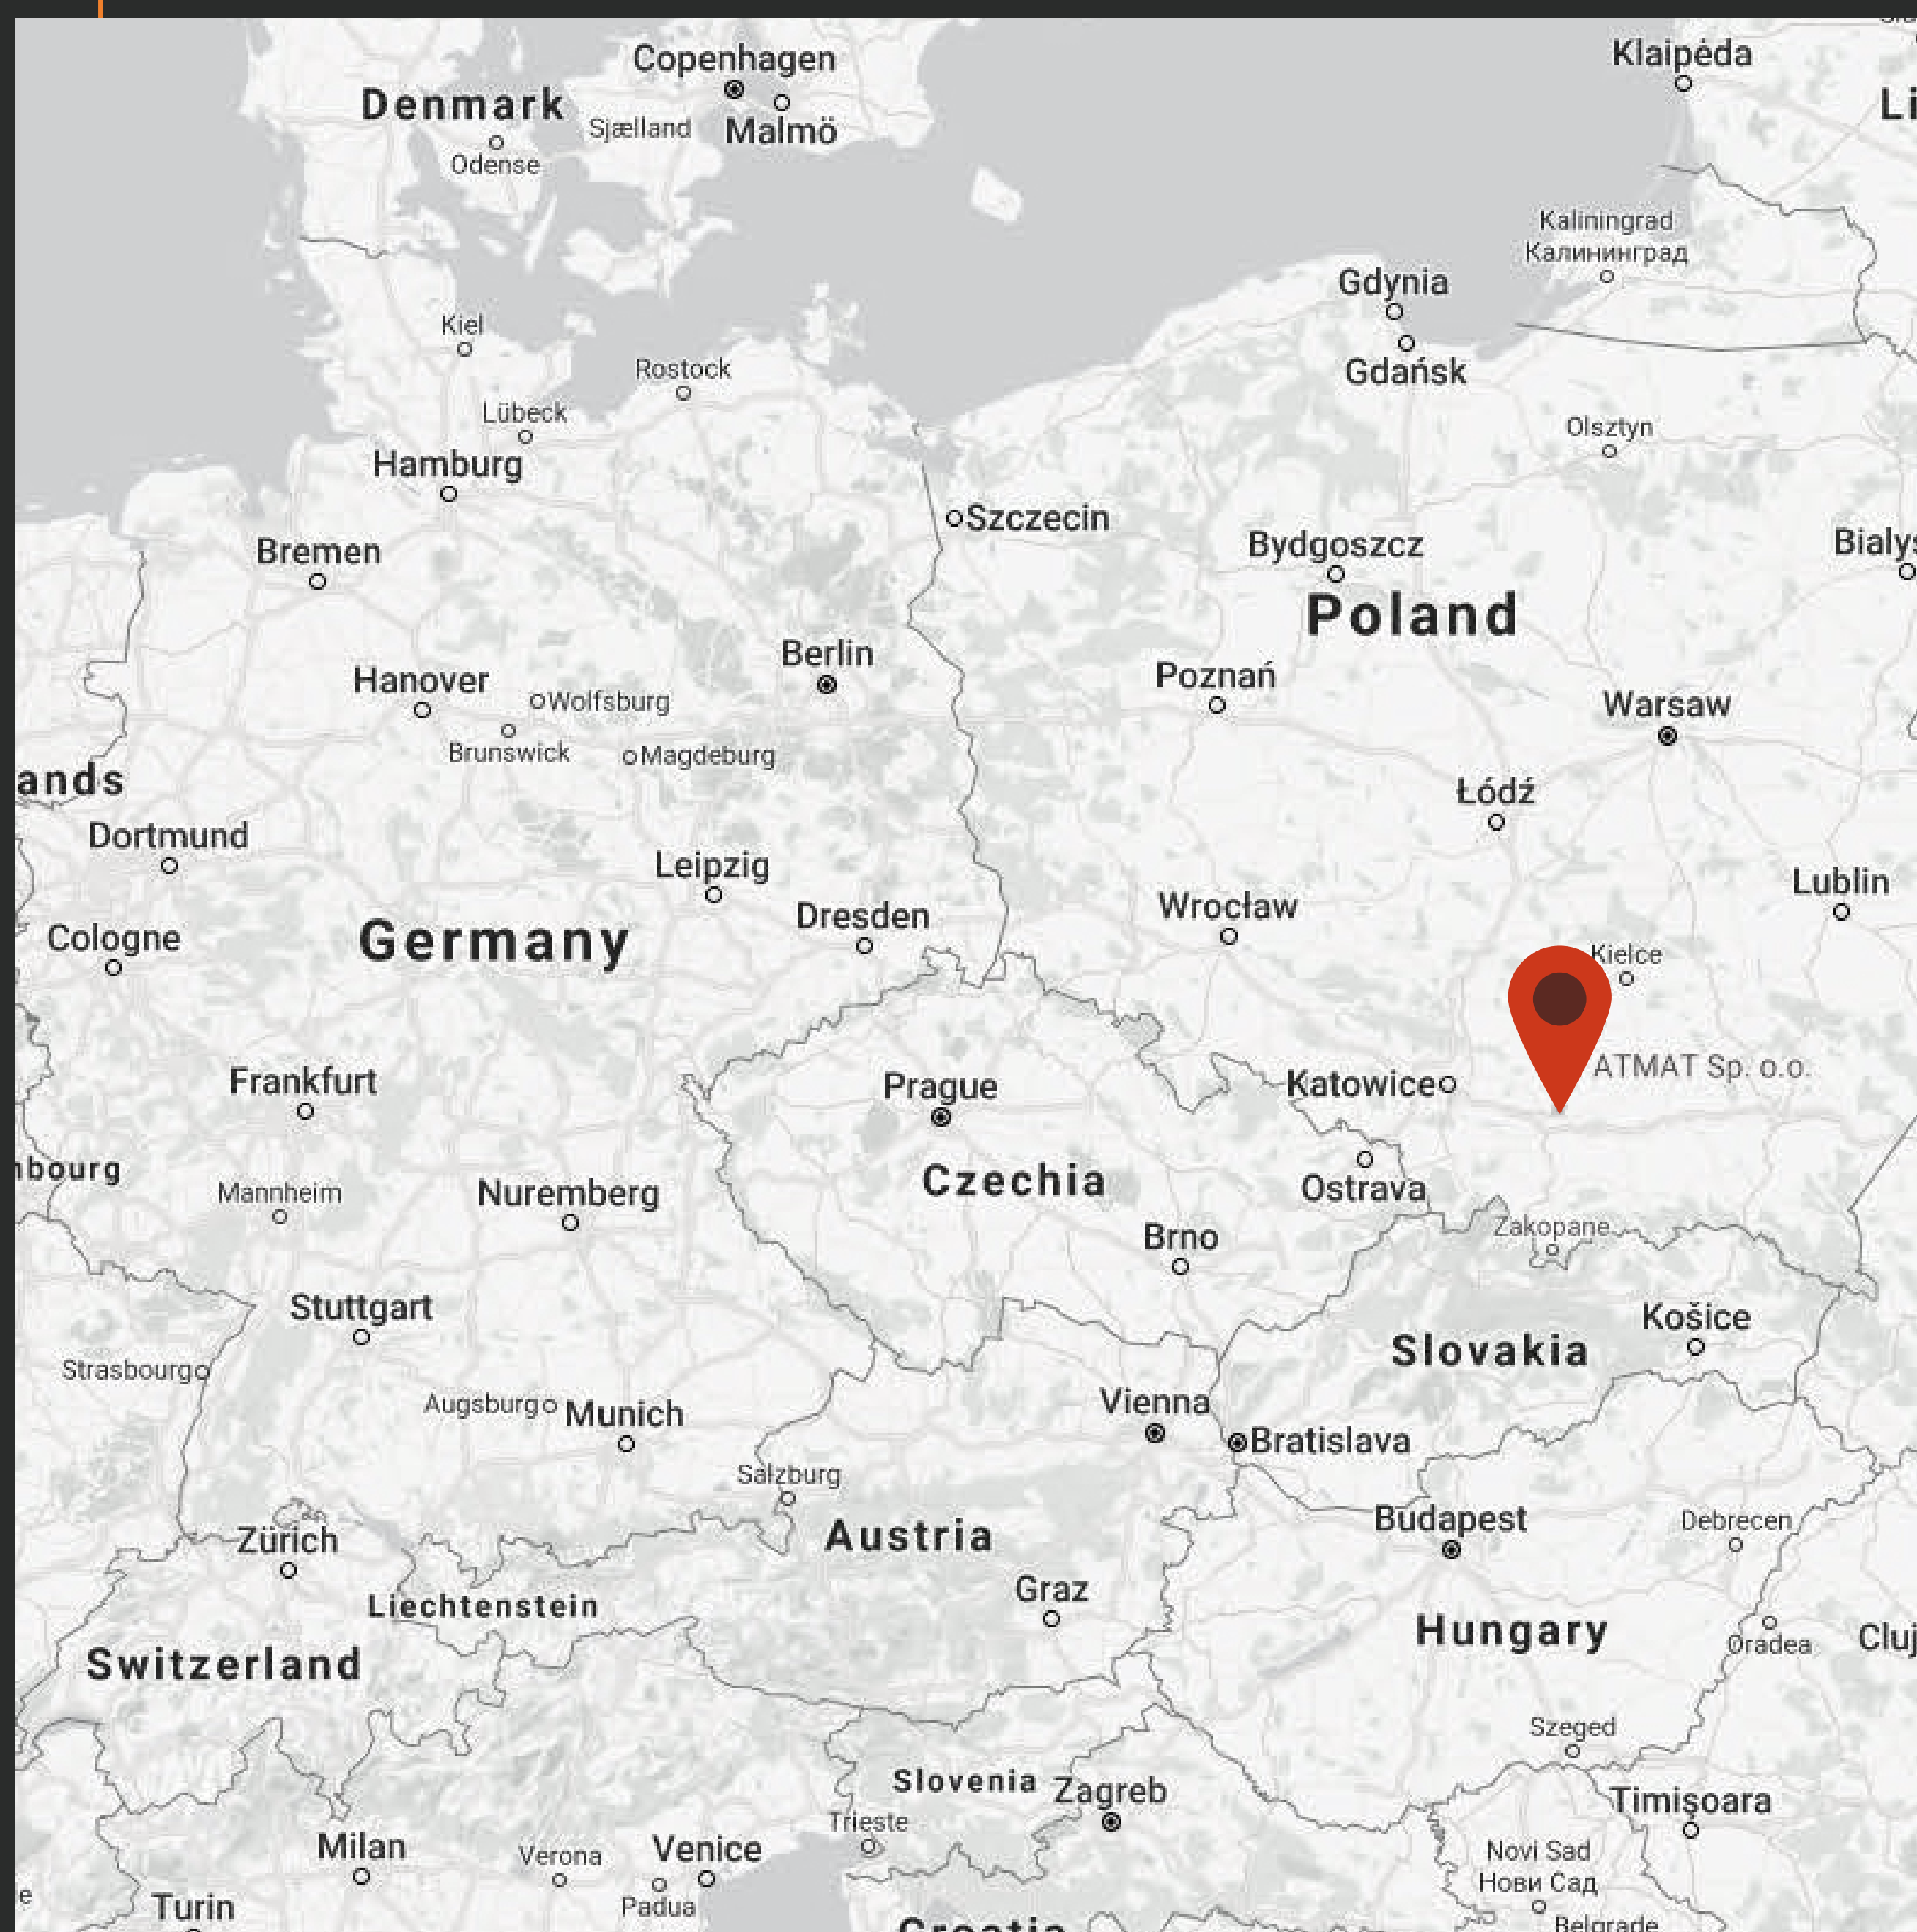 Copenhagen
Klaipėda
Denmark
Li
Sjælland
Malmö
Odense
Kaliningrad
Калининград
Gdynia
Kiel
Rostock
Gdańsk
Lübeck
Olsztyn
Hamburg
Szczecin
Bremen
Bydgoszcz
Bialys
Poland
Berlin
Hanover
Poznań
Wolfsburg
Warsaw
Brunswick
Magdeburg
ands
Łódź
Dortmund
Leipzig
Lublin
Wrocław
Dresden
Cologne
Germany
Kielce
ATMAT Sp. o.o.
Frankfurt
Prague
Katowice
nbourg
Czechia
Ostrava
Mannheim
Nuremberg
Zakopane
Brno
Stuttgart
Košice
Slovakia
Strasbourg
Augsburg
Munich
Vienna
Bratislava
Salzburg
Budapest
Debrecen
Austria
Zürich
Graz
Liechtenstein
Hungary
Oradea
Cluj
Switzerland
Szeged
Slovenia
Zagreb
Timișoara
Trieste
Milan
Verona
Venice
Novi Sad
Нови Сад
e
Padua
Turin
Croatia
Belgrade